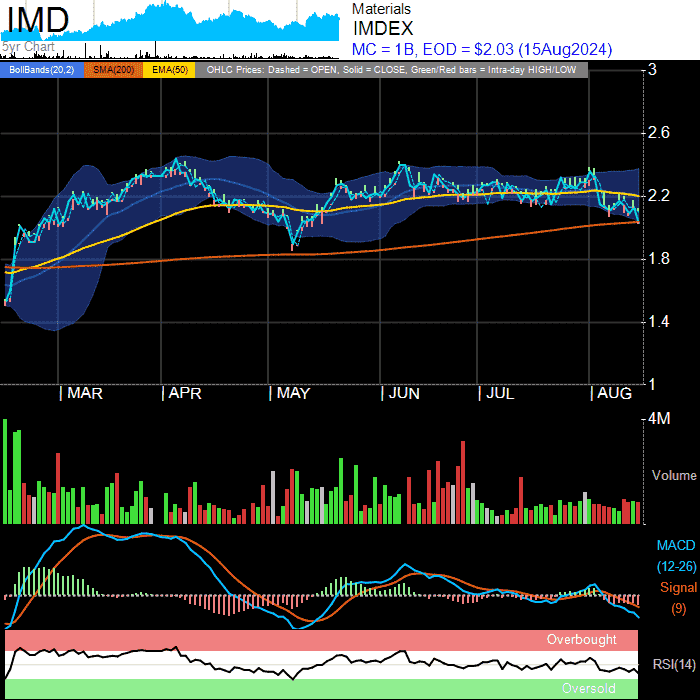 IMD
5yr Chart
Materials
IMDEX
MC = 1B, EOD = $2.03 (15Aug2024)
BollBands(20,2) SMA(200) EMA(50) OHLC Prices: Dashed = OPEN, Solid = CLOSE, Green/Red bars = Intra-day HIGH/LOW
3
2.6
2.2
1.8
1.4
1
| MAR | APR | MAY | JUN | JUL | AUG
4M
Volume
MACD
(12-26)
Signal
(9)
Overbought
RSI(14)
Oversold